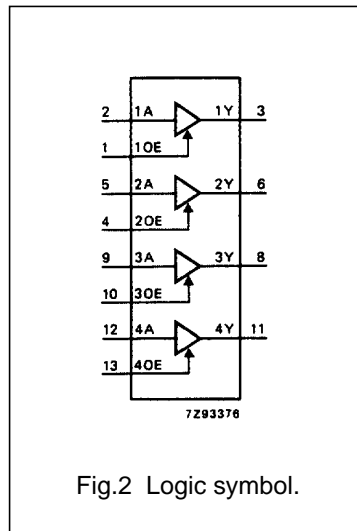 2 1A 1Y 3
1 1OE
5 2A 2Y 6
4 2OE
9 3A 3Y 8
10 3OE
12 4A 4Y 11
13 4OE
7Z93376
Fig.2 Logic symbol.